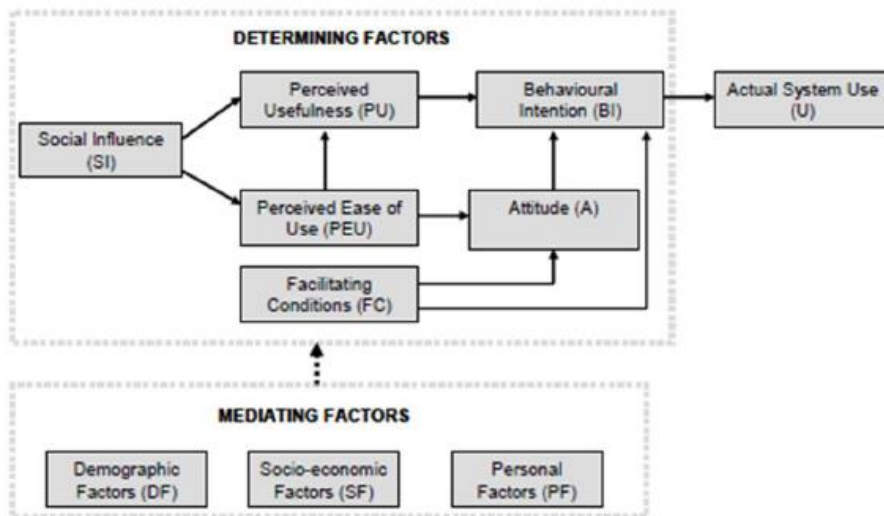 DETERMINING FACTORS
Perceived
Usefulness (PU)
Behavioural
Intention (BI)
Actual System Use
(U)
Social Influence
(SI)
Perceived Ease of
Use (PEU)
Attitude (A)
Facilitating
Conditions (FC)
MEDIATING FACTORS
Demographic
Factors (DF)
Socio-economic
Factors (SF)
Personal
Factors (PF)